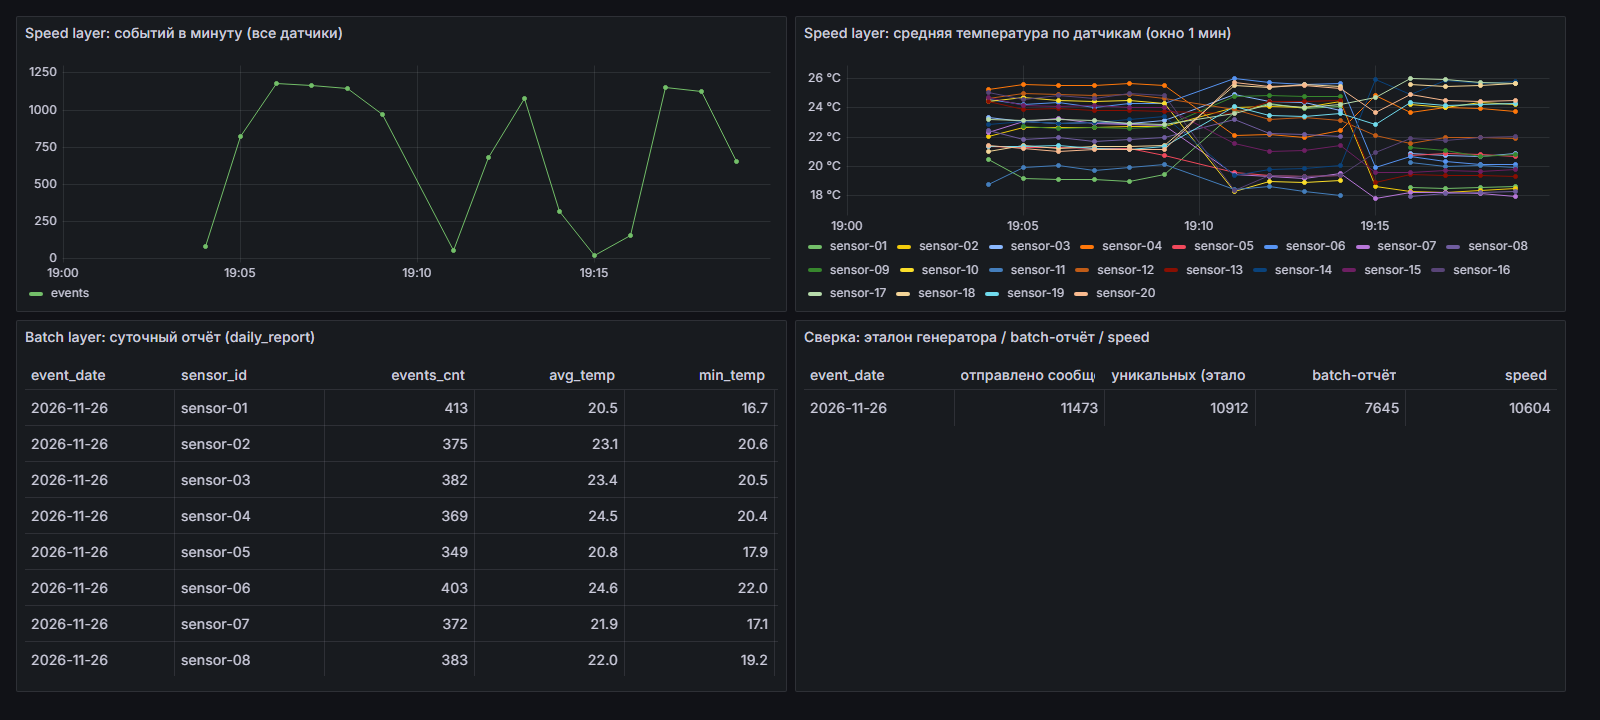 Speed layer: событий в минуту (все датчики)
1250
1000
750
500
250
0
19:00 19:05 19:10 19:15
events
Speed layer: средняя температура по датчикам (окно 1 мин)
26 °C
24 °C
22 °C
20 °C
18 °C
19:00 19:05 19:10 19:15
sensor-01 sensor-02 sensor-03 sensor-04 sensor-05 sensor-06 sensor-07 sensor-08
sensor-09 sensor-10 sensor-11 sensor-12 sensor-13 sensor-14 sensor-15 sensor-16
sensor-17 sensor-18 sensor-19 sensor-20
Batch layer: суточный отчёт (daily_report)
event_date sensor_id events_cnt avg_temp min_temp
2026-11-26 sensor-01 413 20.5 16.7
2026-11-26 sensor-02 375 23.1 20.6
2026-11-26 sensor-03 382 23.4 20.5
2026-11-26 sensor-04 369 24.5 20.4
2026-11-26 sensor-05 349 20.8 17.9
2026-11-26 sensor-06 403 24.6 22.0
2026-11-26 sensor-07 372 21.9 17.1
2026-11-26 sensor-08 383 22.0 19.2
Сверка: эталон генератора / batch-отчёт / speed
event_date отправлено сообщ уникальных (этало batch-отчёт speed
2026-11-26 11473 10912 7645 10604